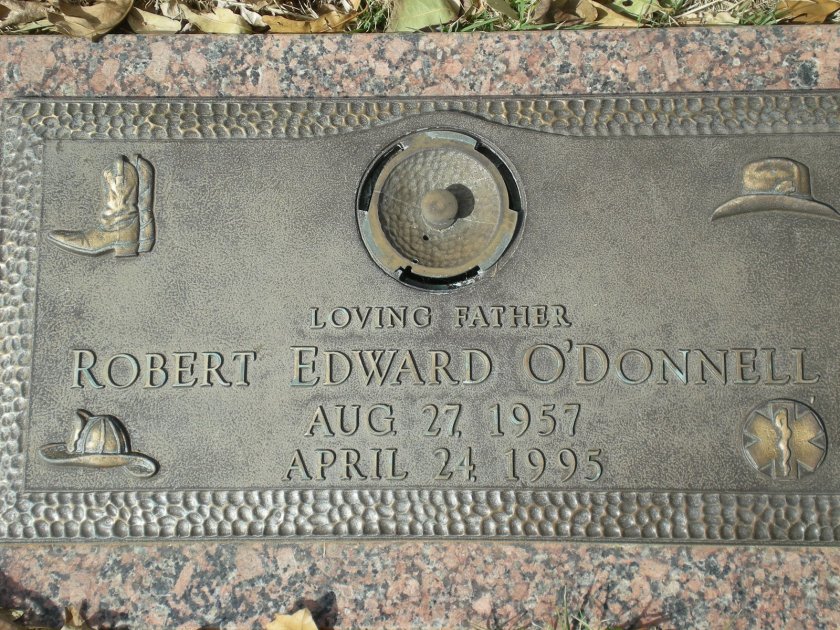 LOVING FATHER
ROBERT EDWARD O'DONNELL
AUG 27, 1957
APRIL 24, 1995